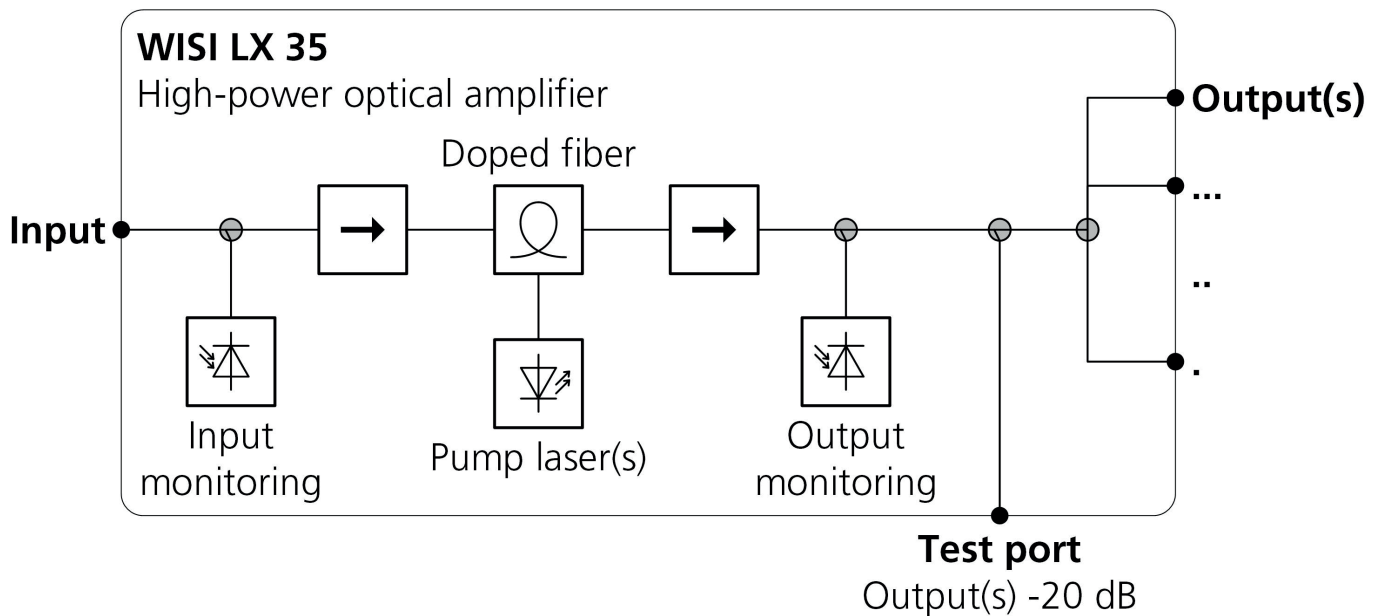 WISI LX 35
High-power optical amplifier
Output(s)
Doped fiber
...
Input
..
.
Input
monitoring
Pump laser(s)
Output
monitoring
Test port
Output(s) -20 dB